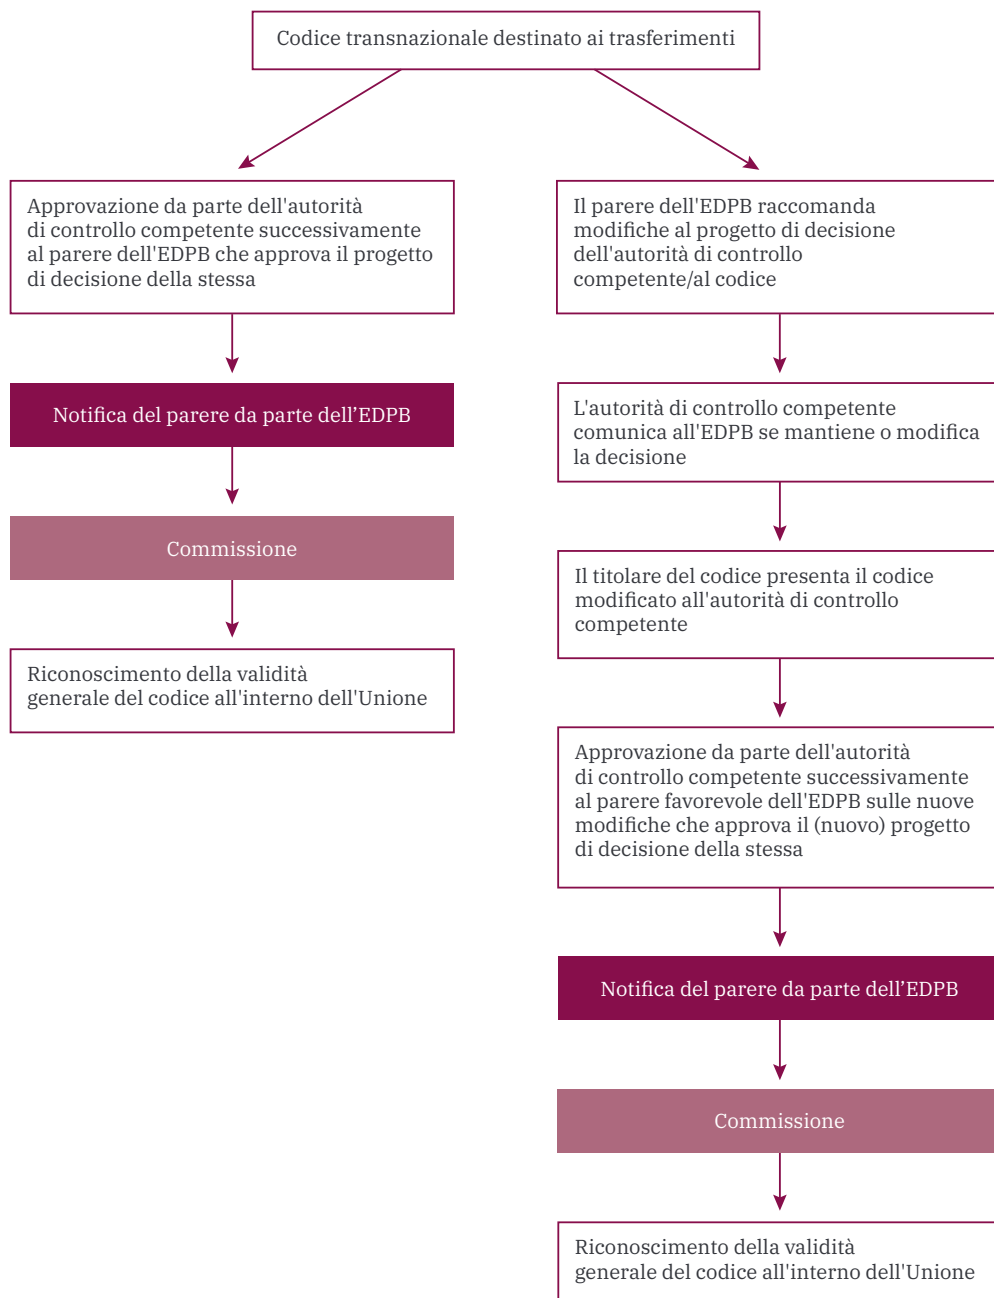 Codice transnazionale destinato ai trasferimenti
Approvazione da parte dell'autorità
di controllo competente successivamente
al parere dell'EDPB che approva il progetto
di decisione della stessa
Notifica del parere da parte dell’EDPB
Commissione
Riconoscimento della validità
generale del codice all'interno dell'Unione
Il parere dell'EDPB raccomanda
modifiche al progetto di decisione
dell'autorità di controllo
competente/al codice
L'autorità di controllo competente
comunica all'EDPB se mantiene o modifica
la decisione
Il titolare del codice presenta il codice
modificato all'autorità di controllo
competente
Approvazione da parte dell'autorità
di controllo competente successivamente
al parere favorevole dell'EDPB sulle nuove
modifiche che approva il (nuovo) progetto
di decisione della stessa
Notifica del parere da parte dell’EDPB
Commissione
Riconoscimento della validità
generale del codice all'interno dell'Unione